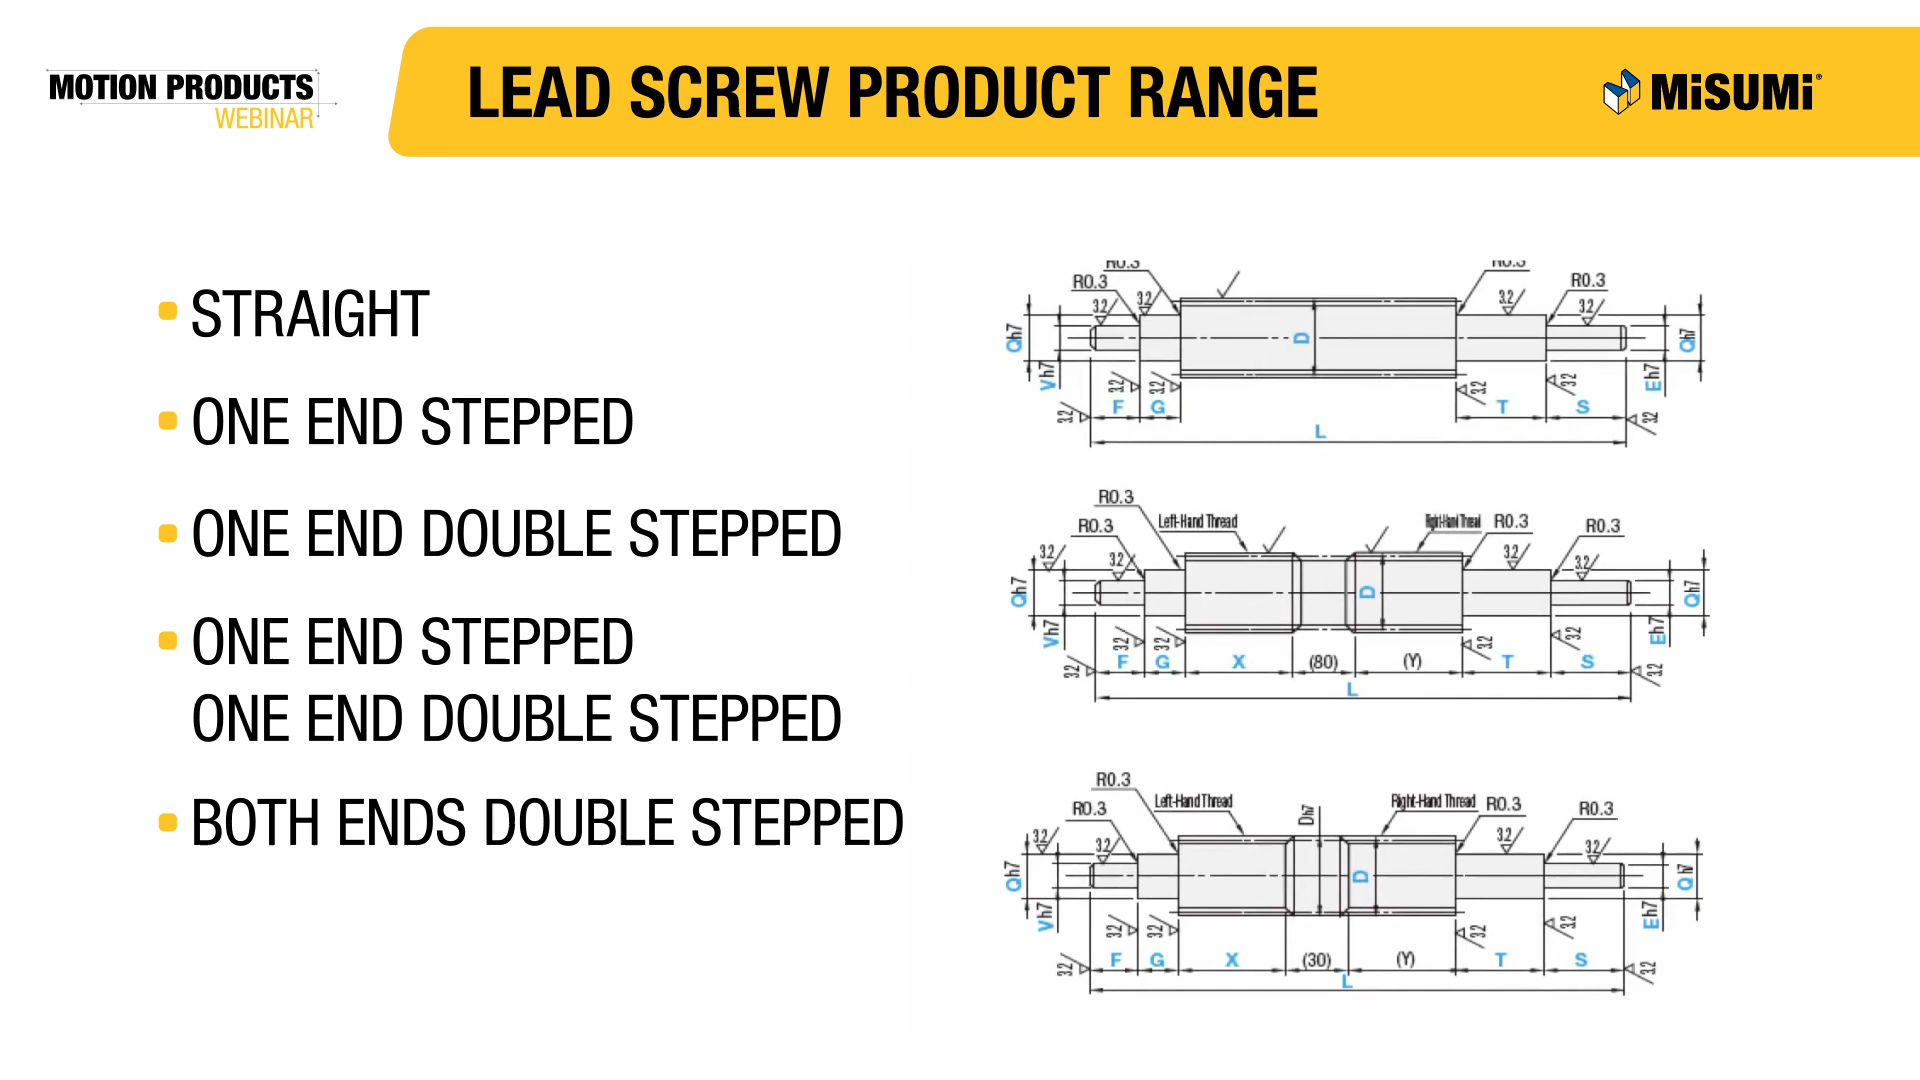 MOTION PRODUCTS
WEBINAR
LEAD SCREW PRODUCT RANGE
MiSUMi®
STRAIGHT
ONE END STEPPED
ONE END DOUBLE STEPPED
ONE END STEPPED
ONE END DOUBLE STEPPED
BOTH ENDS DOUBLE STEPPED
R0.3 R0.3
R0.3 R0.3
3.2 3.2 3.2 3.2
Qh7 Vh7 D Eh7 Qh7
3.2 3.2 3.2 3.2
3.2 F G T S 3.2
L
R0.3
R0.3 Left-Hand Thread Right-Hand Thread R0.3 R0.3
3.2 3.2 3.2 3.2
Qh7 Vh7 D Eh7 Qh7
3.2 3.2 3.2 3.2
3.2 F G X (80) (Y) T S 3.2
L
R0.3
R0.3 Left-Hand Thread Dh7 Right-Hand Thread R0.3 R0.3
3.2 3.2 3.2 3.2
Qh7 Vh7 D Eh7 Qh7
3.2 3.2 3.2 3.2
3.2 F G X (30) (Y) T S 3.2
L